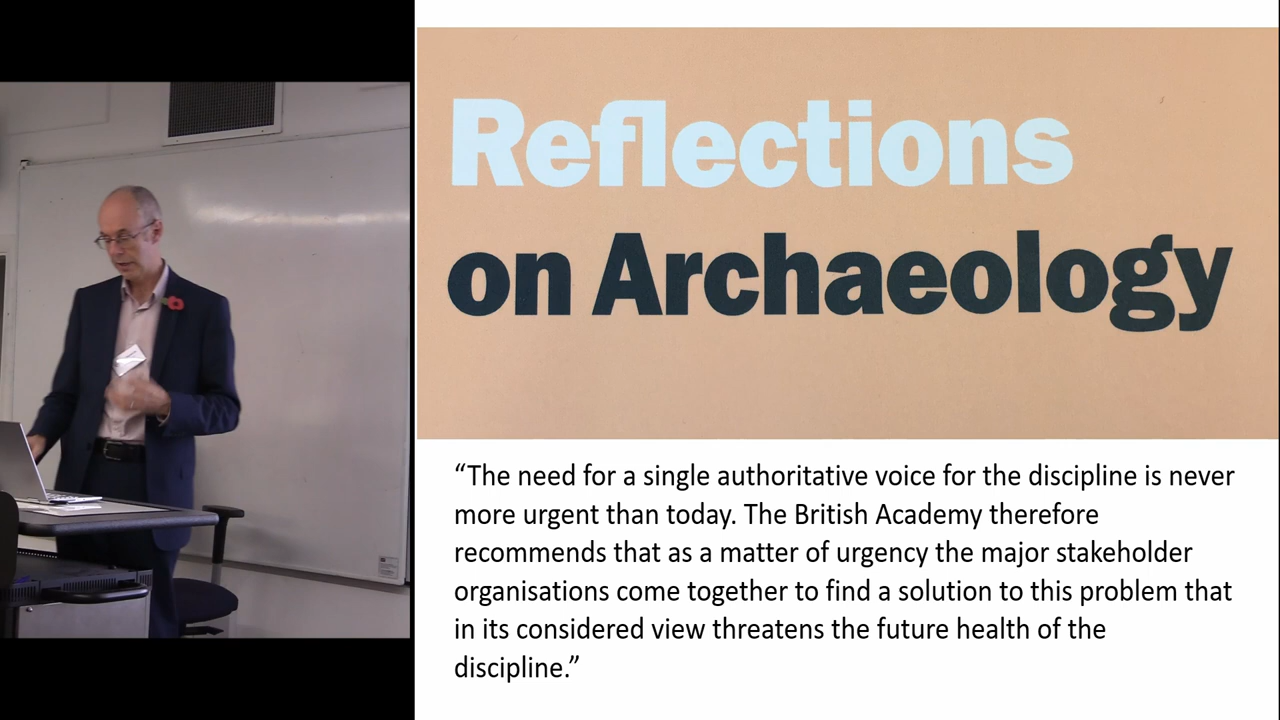 Reflections
on Archaeology
“The need for a single authoritative voice for the discipline is never
more urgent than today. The British Academy therefore
recommends that as a matter of urgency the major stakeholder
organisations come together to find a solution to this problem that
in its considered view threatens the future health of the
discipline.”